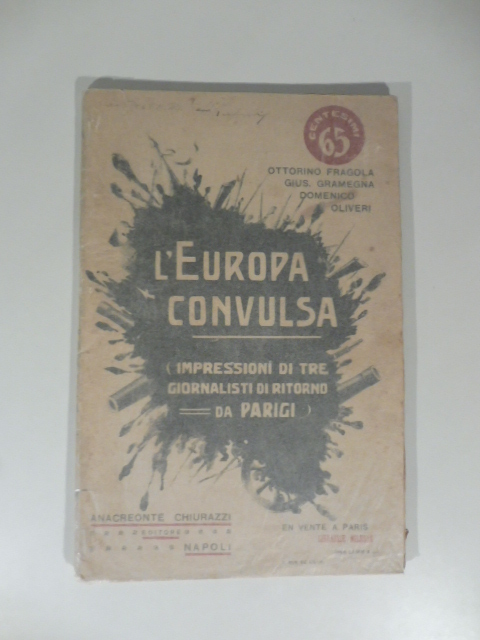 CENTESIMI
65
OTTORINO FRAGOLA
GIUS. GRAMEGNA
DOMENICO
OLIVERI
L'EUROPA
CONVULSA
( IMPRESSIONI DI TRE
GIORNALISTI DI RITORNO
DA PARIGI )
ANACREONTE CHIURAZZI
EDITORE
NAPOLI
EN VENTE A PARIS